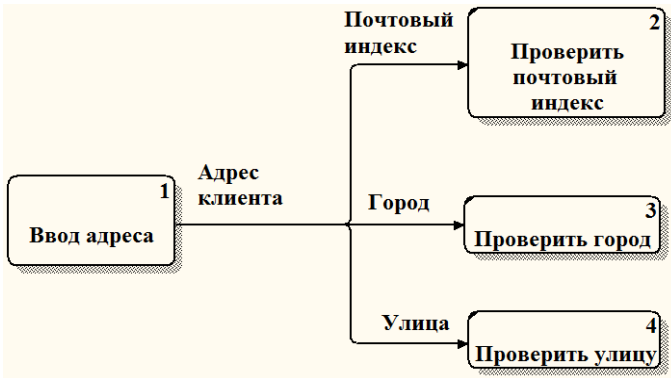 Почтовый
индекс
2
Проверить
почтовый
индекс
1
Ввод адреса
Адрес
клиента
Город
3
Проверить город
Улица
4
Проверить улицу